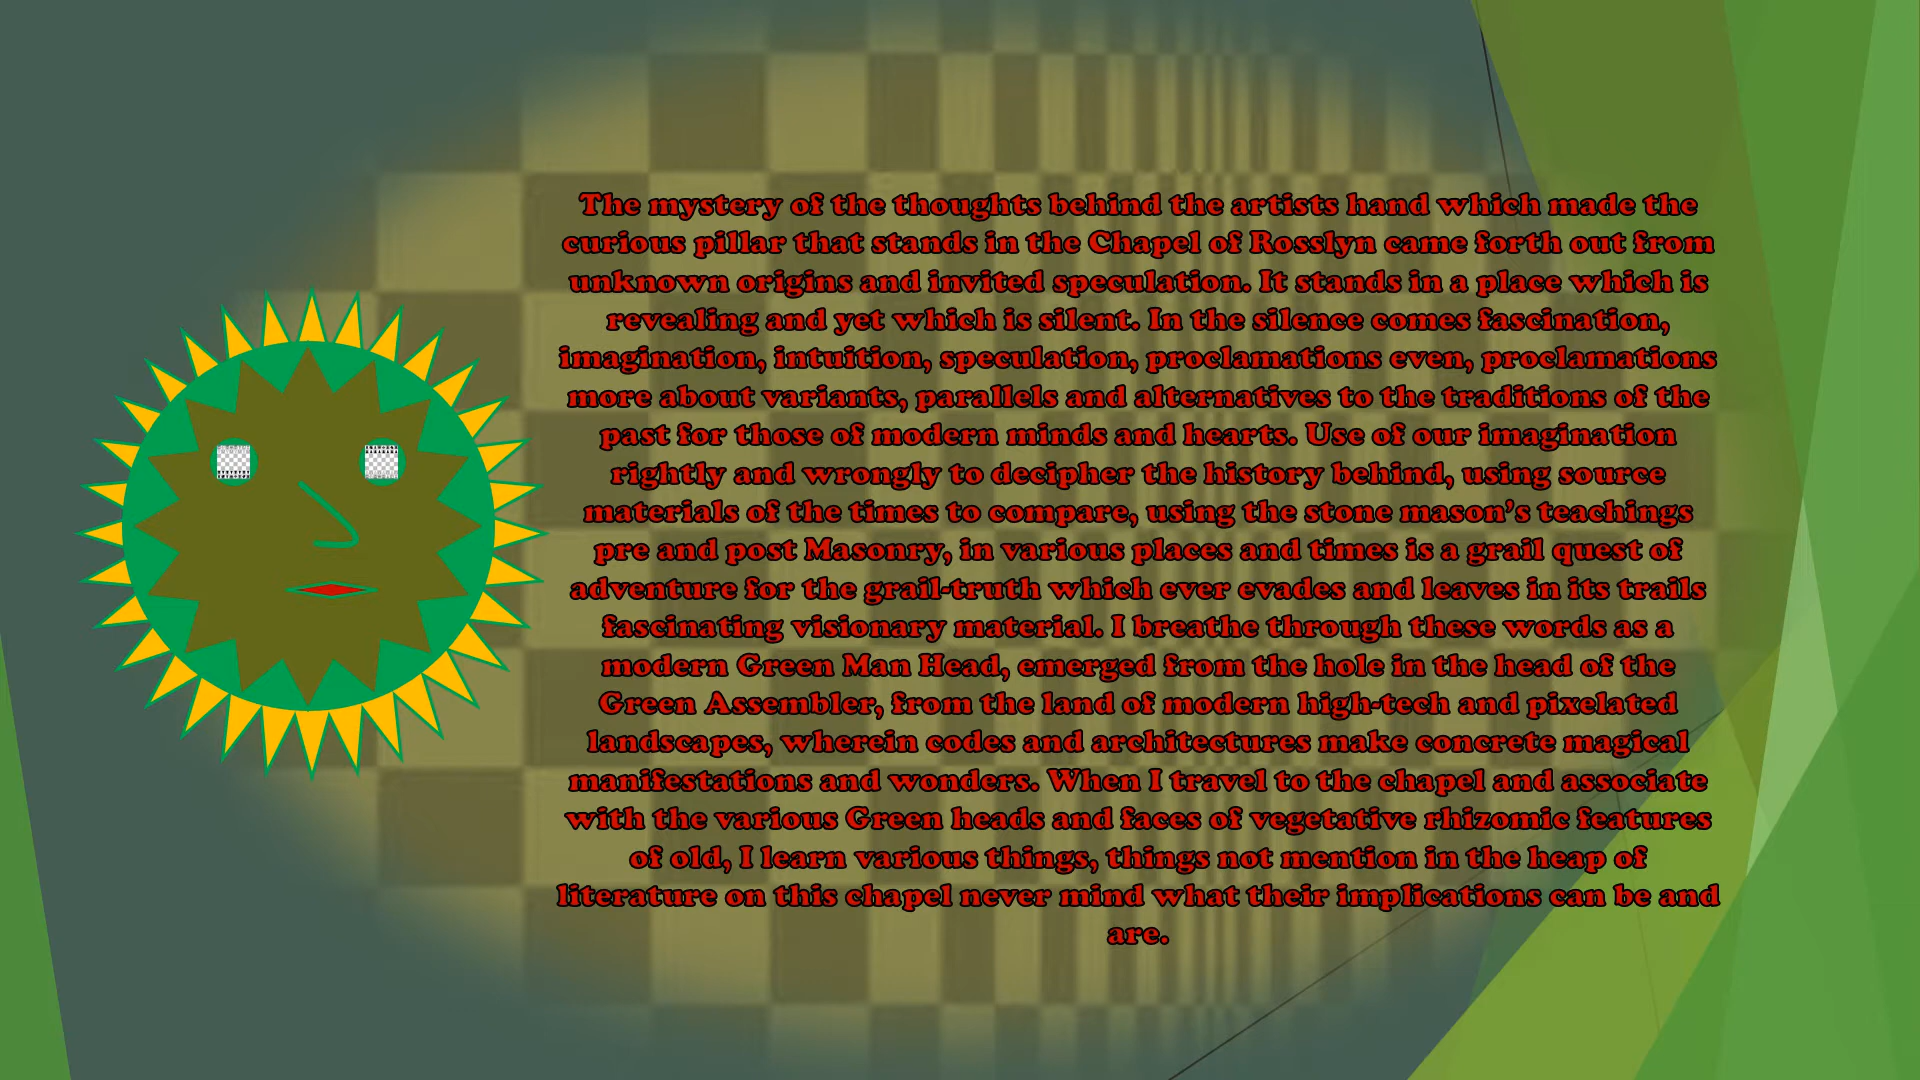 The mystery of the thoughts behind the artists hand which made the
curious pillar that stands in the Chapel of Rosslyn came forth out from
unknown origins and invited speculation. It stands in a place which is
revealing and yet which is silent. In the silence comes fascination,
imagination, intuition, speculation, proclamations even, proclamations
more about variants, parallels and alternatives to the traditions of the
past for those of modern minds and hearts. Use of our imagination
rightly and wrongly to decipher the history behind, using source
materials of the times to compare, using the stone mason's teachings
pre and post Masonry, in various places and times is a grail quest of
adventure for the grail-truth which ever evades and leaves in its trails
fascinating visionary material. I breathe through these words as a
modern Green Man Head, emerged from the hole in the head of the
Green Assembler, from the land of modern high-tech and pixelated
landscapes, wherein codes and architectures make concrete magical
manifestations and wonders. When I travel to the chapel and associate
with the various Green heads and faces of vegetative rhizomic features
of old, I learn various things, things not mention in the heap of
literature on this chapel never mind what their implications can be and
are.